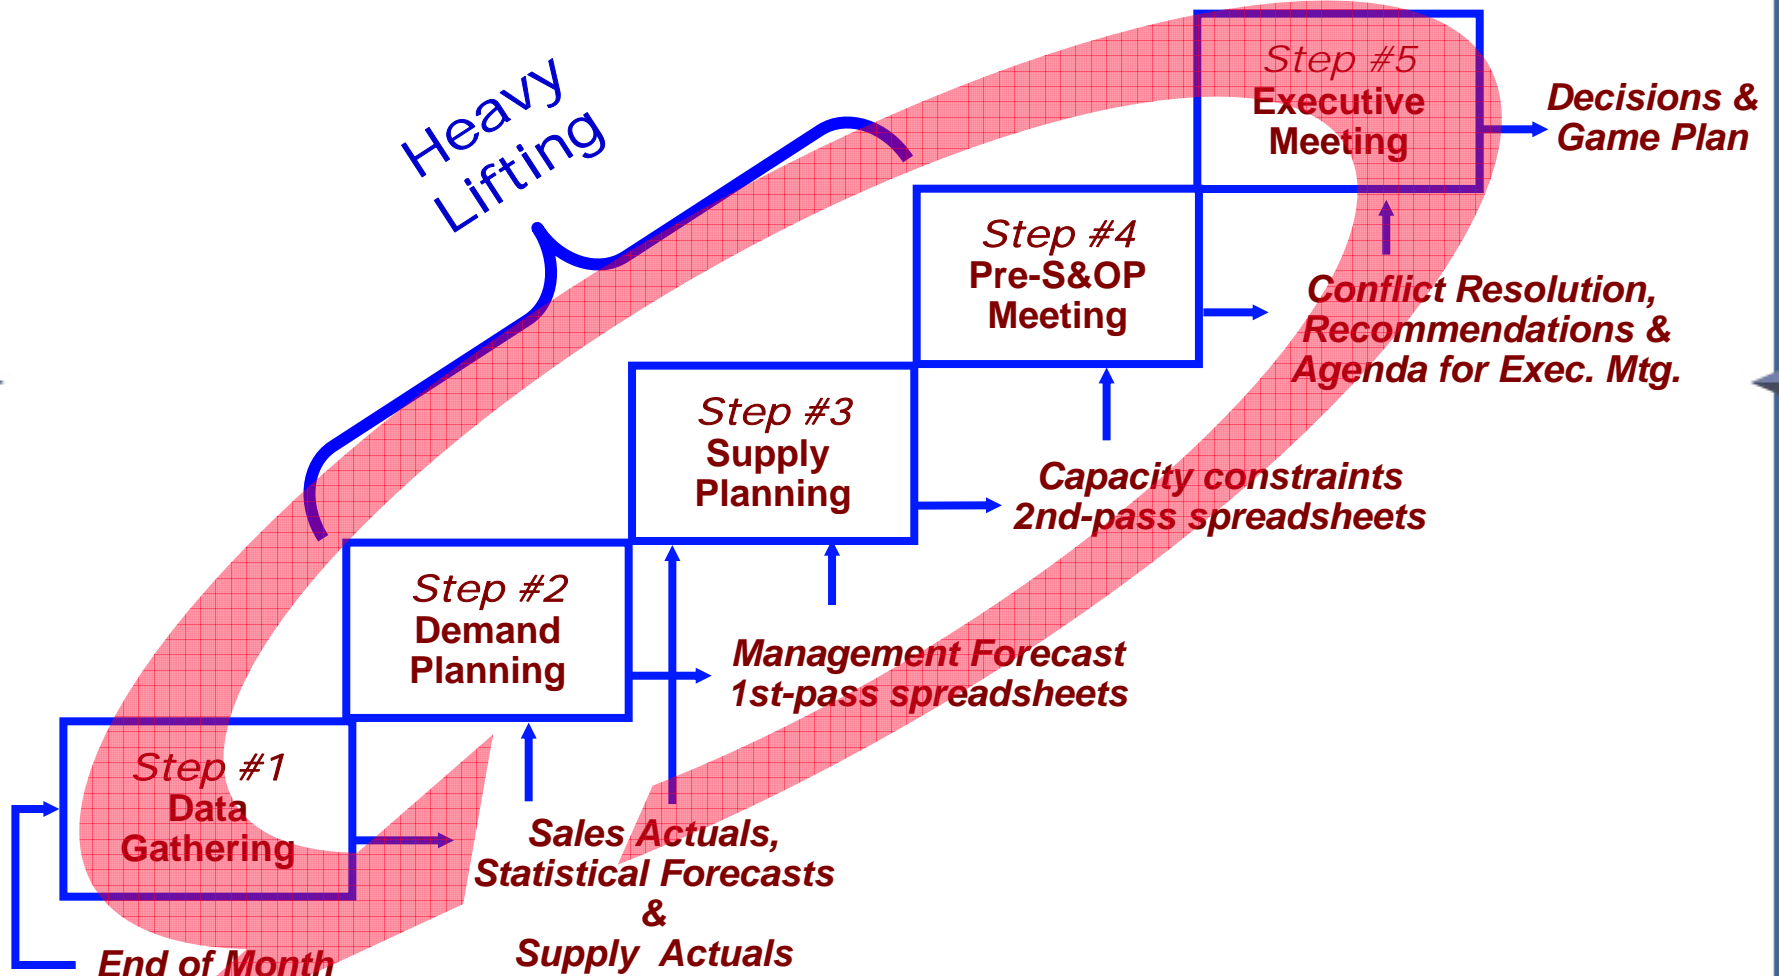 Heavy
Lifting
Step #5
Executive
Meeting
Decisions &
Game Plan
Step #4
Pre-S&OP
Meeting
Conflict Resolution,
Recommendations &
Agenda for Exec. Mtg.
Step #3
Supply
Planning
Capacity constraints
2nd-pass spreadsheets
Step #2
Demand
Planning
Management Forecast
1st-pass spreadsheets
Step #1
Data
Gathering
Sales Actuals,
Statistical Forecasts
&
Supply Actuals
End of Month